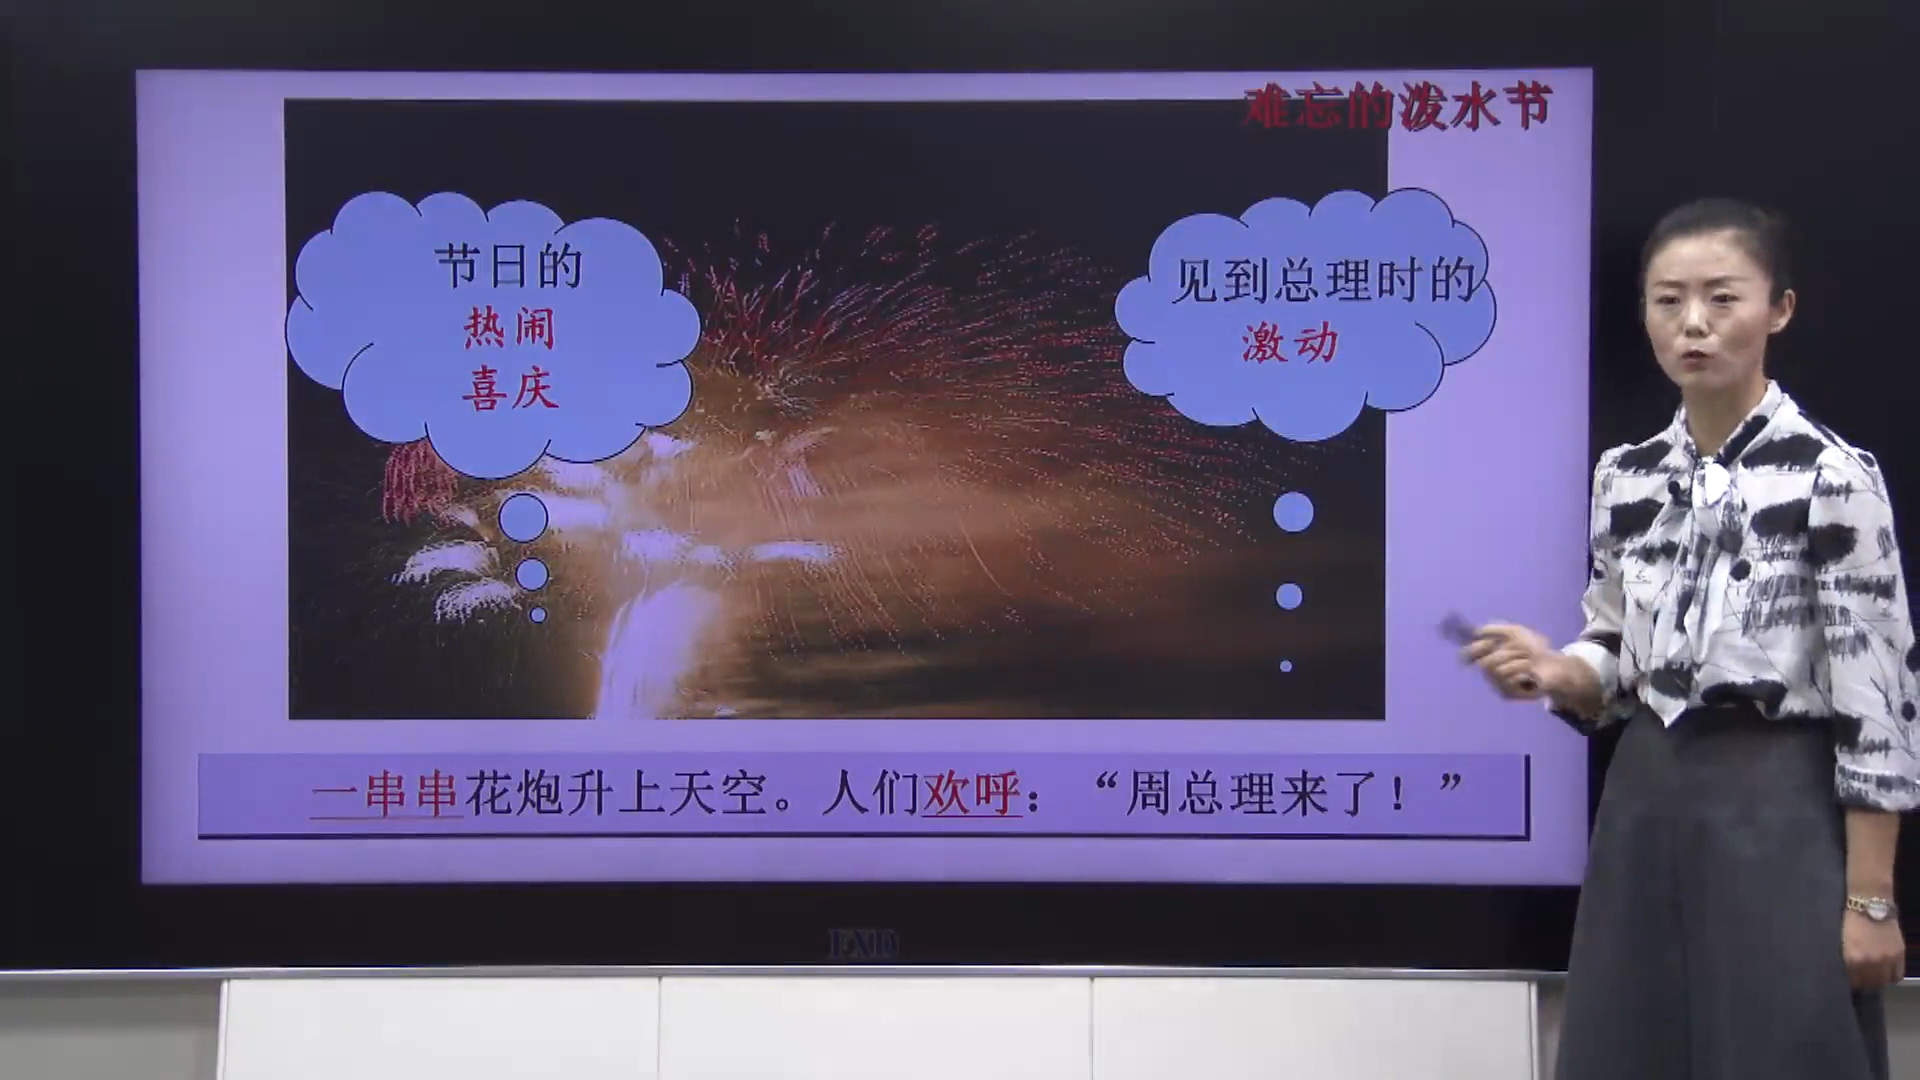 难忘的泼水节
节日的
热闹
喜庆
见到总理时的
激动
一串串花炮升上天空。人们欢呼：“周总理来了！”